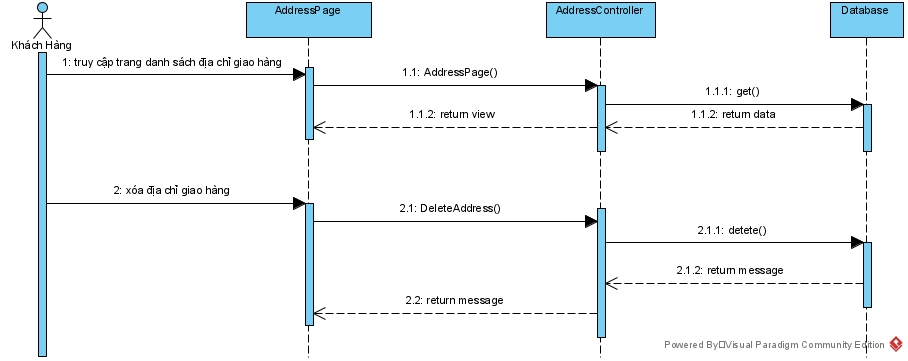 AddressPage
AddressController
Database
Khách Hàng
1: truy cập trang danh sách địa chỉ giao hàng
1.1: AddressPage()
1.1.1: get()
1.1.2: return view
1.1.2: return data
2: xóa địa chỉ giao hàng
2.1: DeleteAddress()
2.1.1: detete()
2.1.2: return message
2.2: return message
Powered By□Visual Paradigm Community Edition